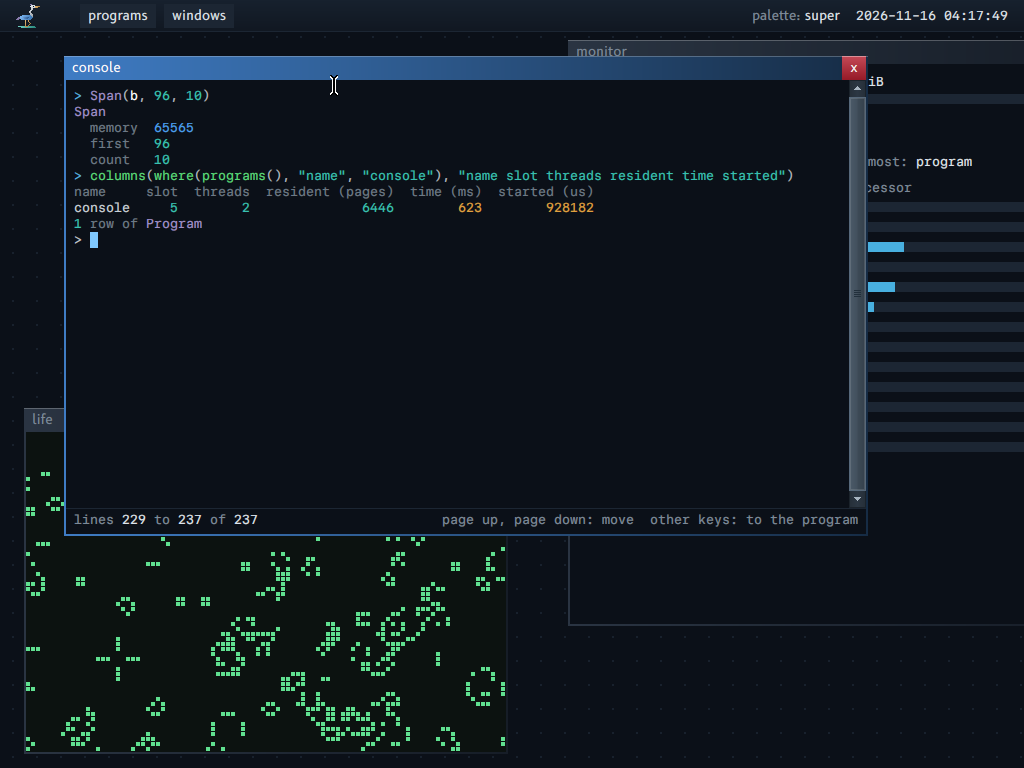 programs windows palette: super 2026-11-16 04:17:49
monitor
console x
iB
> Span(b, 96, 10)
Span
memory 65565
first 96
count 10
most: program
> columns(where(programs(), "name", "console"), "name slot threads resident time started")
cessor
name slot threads resident (pages) time (ms) started (us)
console 5 2 6446 623 928182
1 row of Program
>
life
lines 229 to 237 of 237 page up, page down: move other keys: to the program